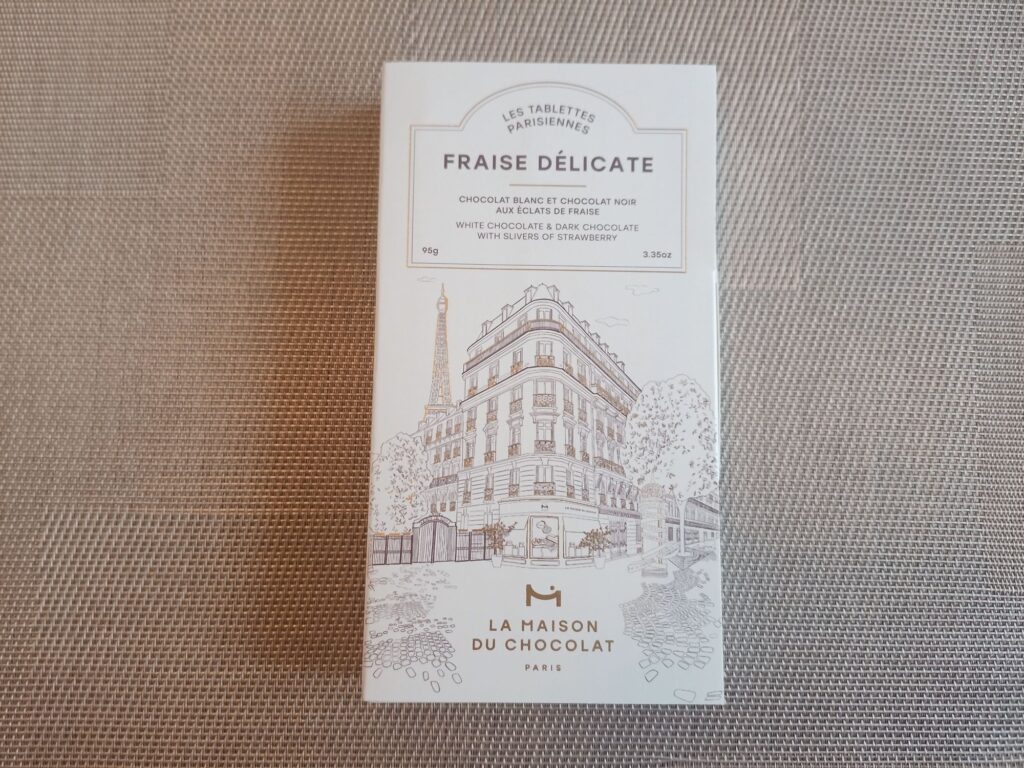 LES TABLETTES
PARISIENNES
FRAISE DÉLICATE
CHOCOLAT BLANC ET CHOCOLAT NOIR
AUX ÉCLATS DE FRAISE
WHITE CHOCOLATE & DARK CHOCOLATE
WITH SLIVERS OF STRAWBERRY
95g
3.35oz
LA MAISON
DU CHOCOLAT
PARIS